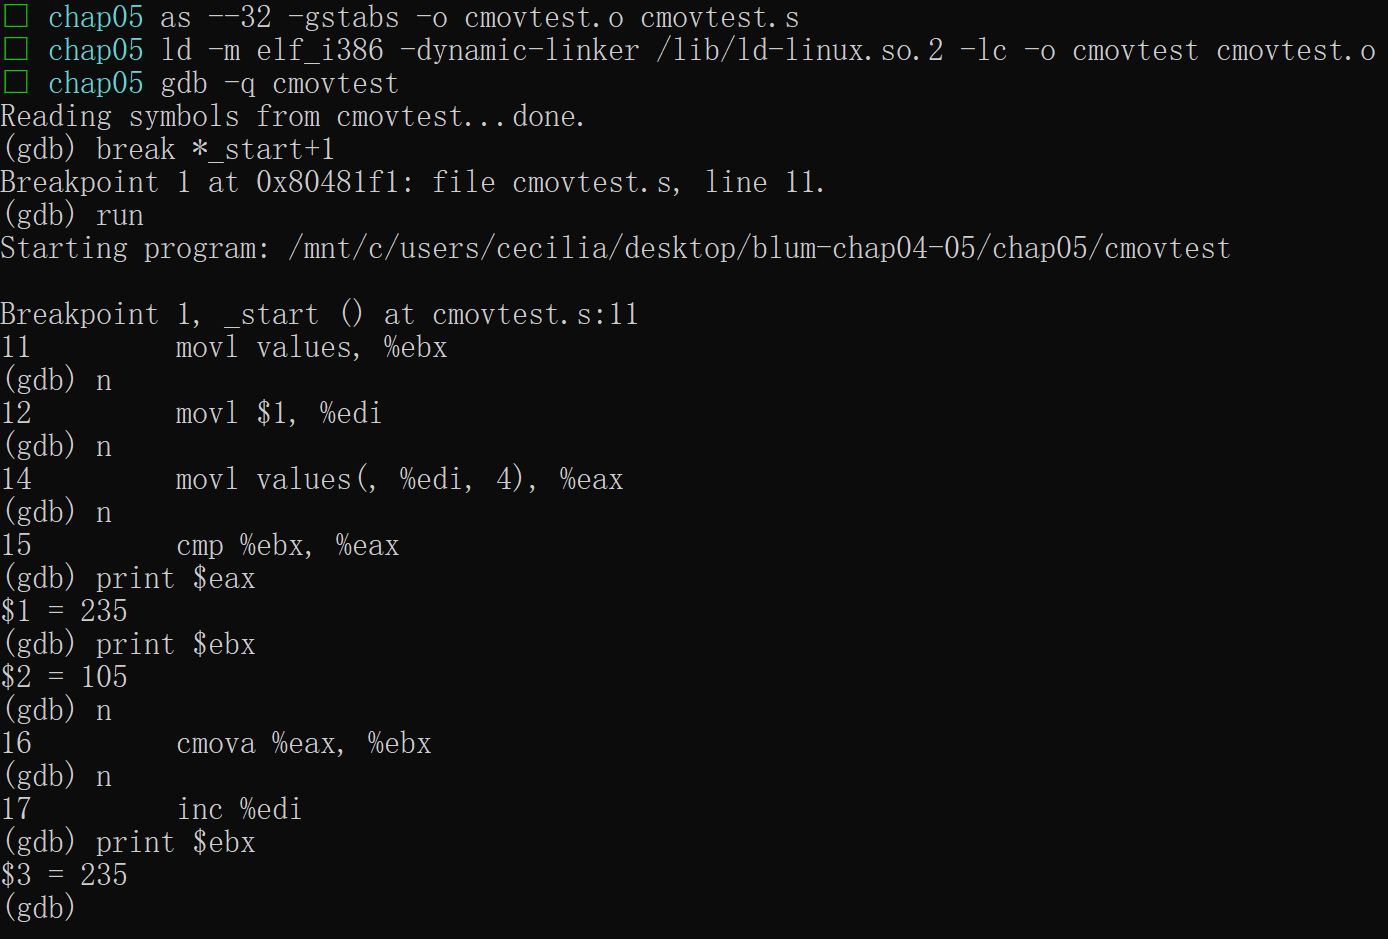 chap05 as --32 -gstabs -o cmovtest.o cmovtest.s
chap05 ld -m elf_i386 -dynamic-linker /lib/ld-linux.so.2 -lc -o cmovtest cmovtest.o
chap05 gdb -q cmovtest
Reading symbols from cmovtest...done.
(gdb) break *_start+1
Breakpoint 1 at 0x80481f1: file cmovtest.s, line 11.
(gdb) run
Starting program: /mnt/c/users/cecilia/desktop/blum-chap04-05/chap05/cmovtest
Breakpoint 1, _start () at cmovtest.s:11
11 movl values, %ebx
(gdb) n
12 movl $1, %edi
(gdb) n
14 movl values(, %edi, 4), %eax
(gdb) n
15 cmp %ebx, %eax
(gdb) print $eax
$1 = 235
(gdb) print $ebx
$2 = 105
(gdb) n
16 cmova %eax, %ebx
(gdb) n
17 inc %edi
(gdb) print $ebx
$3 = 235
(gdb)